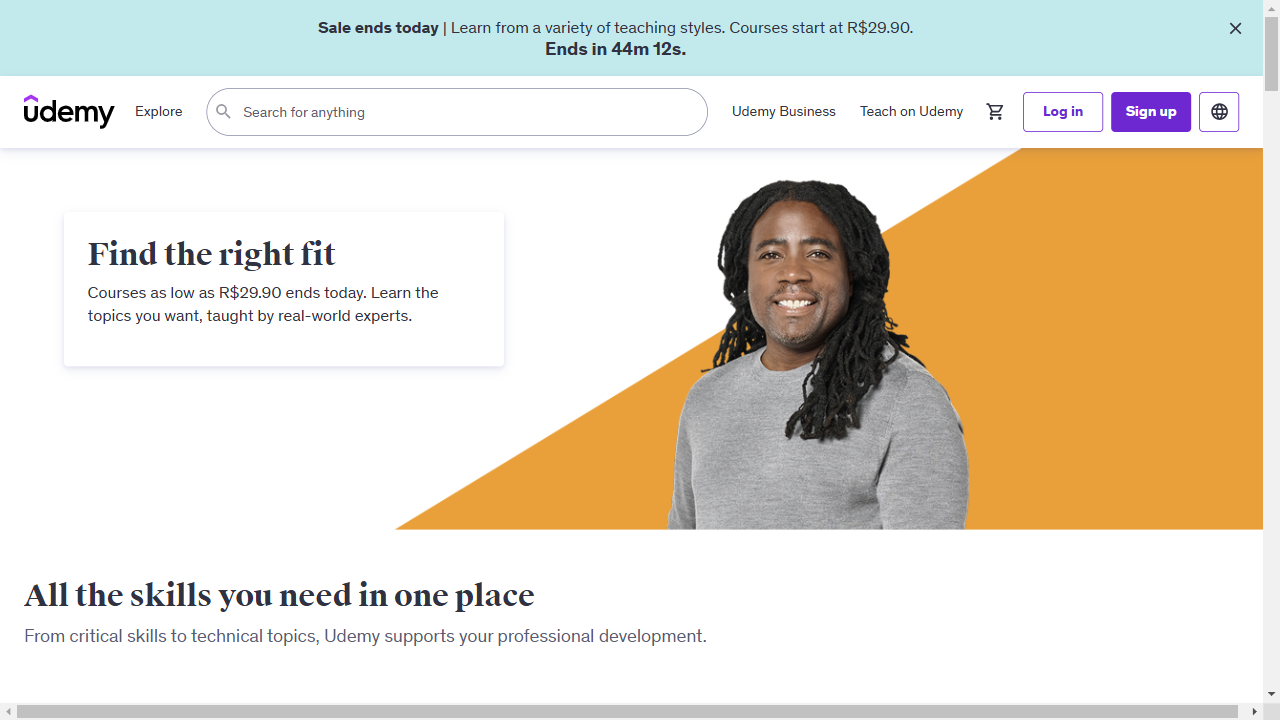 Sale ends today | Learn from a variety of teaching styles. Courses start at R$29.90.
Ends in 44m 12s.
udemy
Explore
Search for anything
Udemy Business
Teach on Udemy
Log in
Sign up
Find the right fit
Courses as low as R$29.90 ends today. Learn the
topics you want, taught by real-world experts.
All the skills you need in one place
From critical skills to technical topics, Udemy supports your professional development.